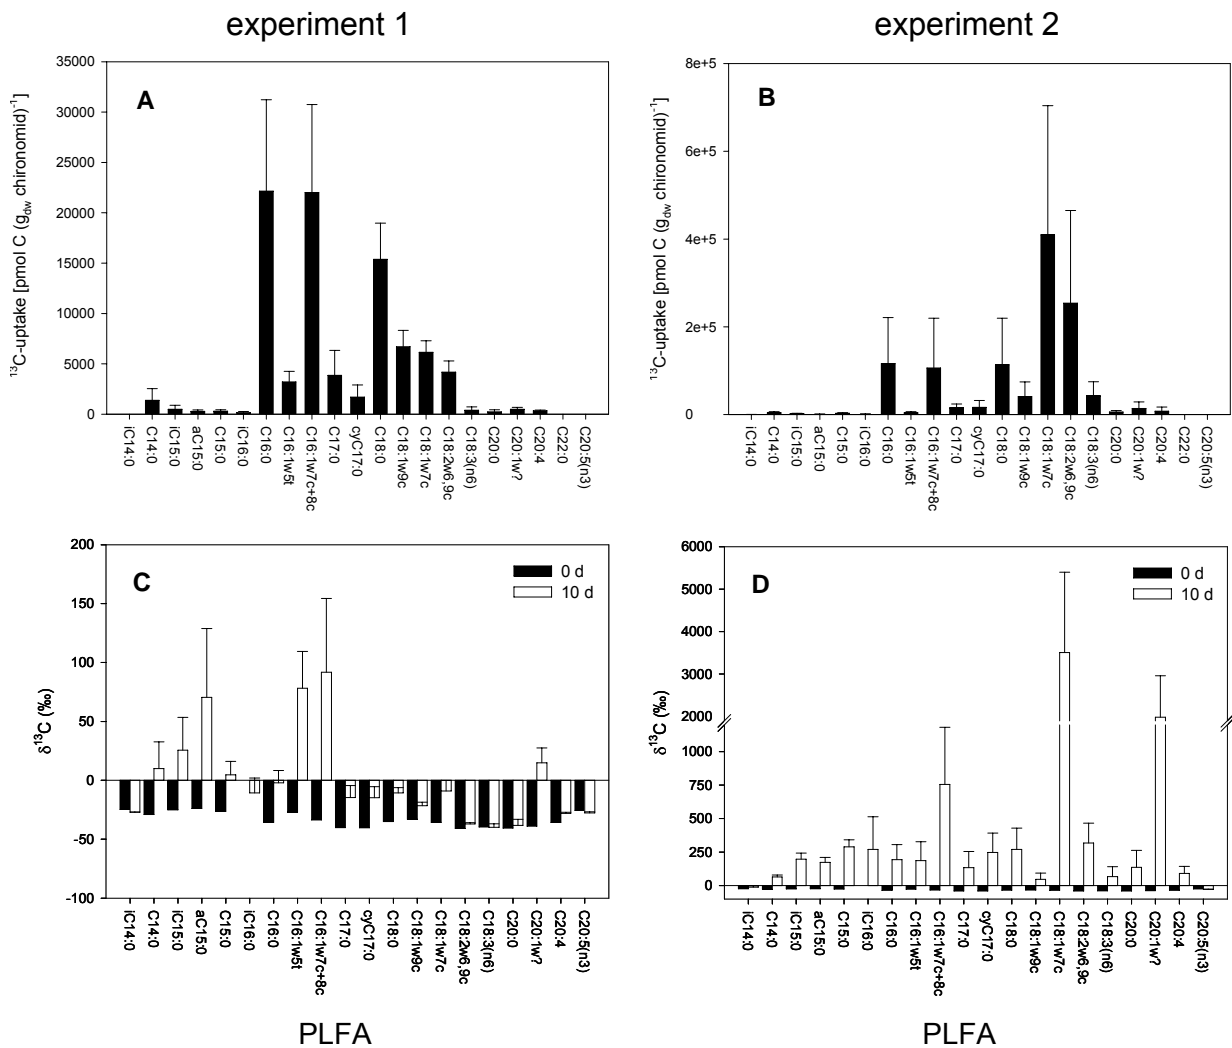 experiment 1
experiment 2
A
¹³C-uptake [pmol C (g_dw chironomid)⁻¹]
35000
30000
25000
20000
15000
10000
5000
0
iC14:0
C14:0
iC15:0
aC15:0
C15:0
iC16:0
C16:0
C16:1w5t
C16:1w7c+8c
C17:0
cyC17:0
C18:0
C18:1w9c
C18:1w7c
C18:2w6,9c
C18:3(n6)
C20:0
C20:1w?
C20:4
C22:0
C20:5(n3)
B
¹³C-uptake [pmol C (g_dw chironomid)⁻¹]
8e+5
6e+5
4e+5
2e+5
0
iC14:0
C14:0
iC15:0
aC15:0
C15:0
iC16:0
C16:0
C16:1w5t
C16:1w7c+8c
C17:0
cyC17:0
C18:0
C18:1w9c
C18:1w7c
C18:2w6,9c
C18:3(n6)
C20:0
C20:1w?
C20:4
C22:0
C20:5(n3)
C
0 d
10 d
δ¹³C (‰)
200
150
100
50
0
-50
-100
iC14:0
C14:0
iC15:0
aC15:0
C15:0
iC16:0
C16:0
C16:1w5t
C16:1w7c+8c
C17:0
cyC17:0
C18:0
C18:1w9c
C18:1w7c
C18:2w6,9c
C18:3(n6)
C20:0
C20:1w?
C20:4
C20:5(n3)
PLFA
D
0 d
10 d
δ¹³C (‰)
6000
5000
4000
3000
2000
1000
750
500
250
0
iC14:0
C14:0
iC15:0
aC15:0
C15:0
iC16:0
C16:0
C16:1w5t
C16:1w7c+8c
C17:0
cyC17:0
C18:0
C18:1w9c
C18:1w7c
C18:2w6,9c
C18:3(n6)
C20:0
C20:1w?
C20:4
C20:5(n3)
PLFA